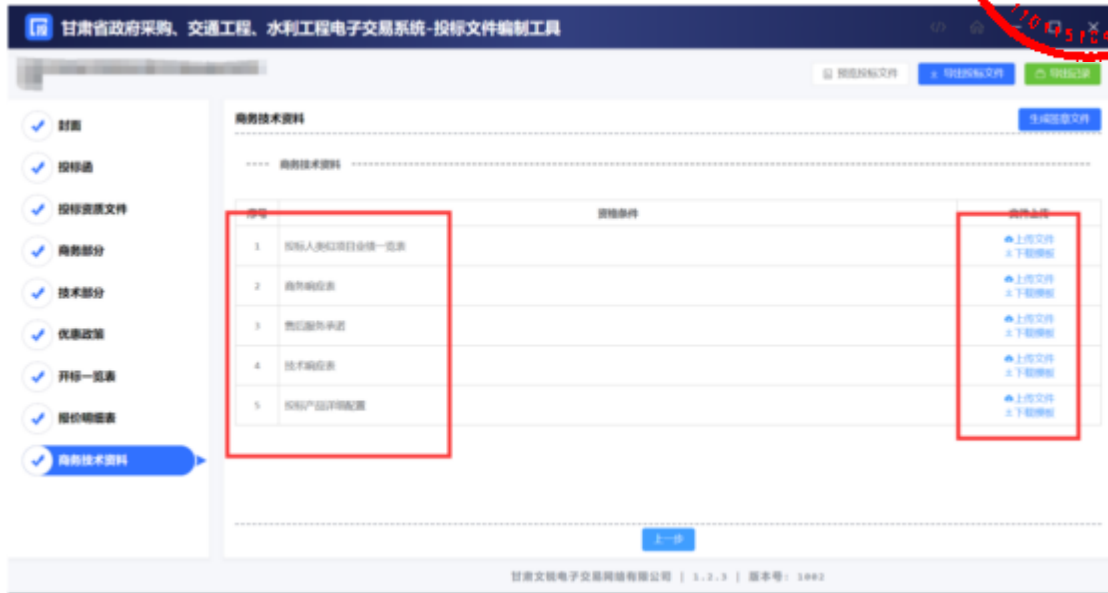 甘肃省政府采购、交通工程、水利工程电子交易系统-投标文件编制工具
预览投标文件
导出投标文件
导出记录
封面
投标函
投标资质文件
商务部分
技术部分
优惠政策
开标一览表
报价明细表
商务技术资料
商务技术资料
生成签章文件
商务技术资料
序号 资格条件 文件上传
1 投标人类似项目业绩一览表 上传文件
下载模板
2 商务响应表 上传文件
下载模板
3 售后服务承诺 上传文件
下载模板
4 技术响应表 上传文件
下载模板
5 投标产品详细配置 上传文件
下载模板
上一步
甘肃文锐电子交易网络有限公司 | 1.2.3 | 版本号: 1002